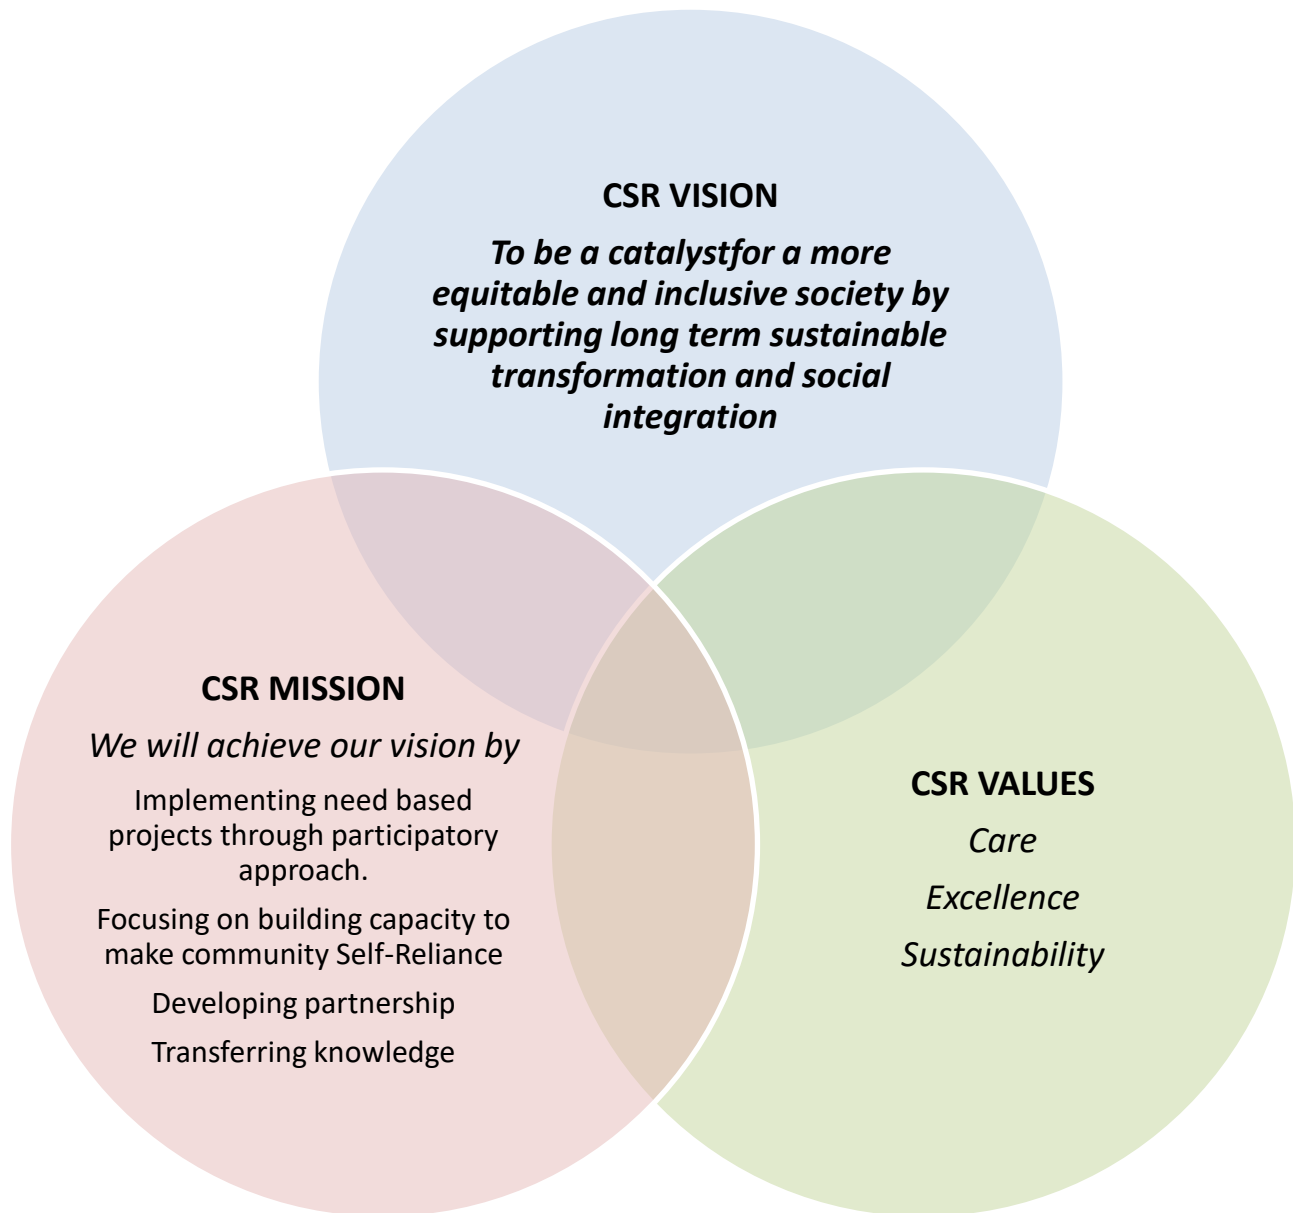 CSR VISION
To be a catalystfor a more
equitable and inclusive society by
supporting long term sustainable
transformation and social
integration
CSR MISSION
We will achieve our vision by
Implementing need based
projects through participatory
approach.
Focusing on building capacity to
make community Self-Reliance
Developing partnership
Transferring knowledge
CSR VALUES
Care
Excellence
Sustainability